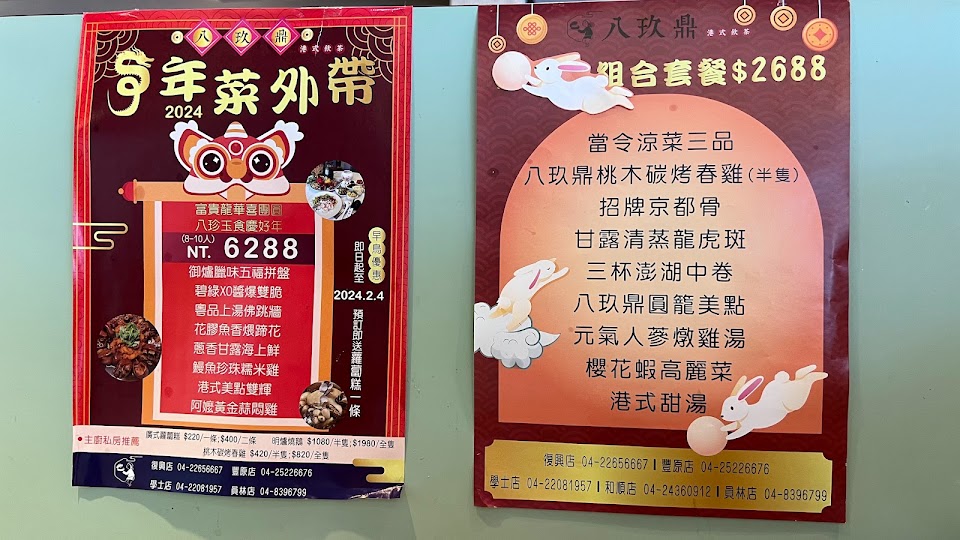 八玖鼎
港式飲茶
年菜外帶
2024
富貴龍華喜團圓
八珍玉食慶好年
(8-10人)
NT. 6288
御爐臘味五福拼盤
碧綠XO醬爆雙脆
粵品上湯佛跳牆
花膠魚香煨蹄花
蔥香甘露海上鮮
鰻魚珍珠糯米雞
港式美點雙輝
阿嬤黃金蒜悶雞
早鳥優惠
即日起至
2024.2.4
預訂即送蘿蔔糕一條
•主廚私房推薦
廣式蘿蔔糕 $220/一條;$400/二條 明爐燒鵝 $1080/半隻;$1980/全隻
桃木碳烤春雞 $420/半隻;$820/全隻
復興店 04-22656667 豐原店 04-25226676
學士店 04-22081957 員林店 04-8396799
八玖鼎 港式飲茶
組合套餐$2688
當令涼菜三品
八玖鼎桃木碳烤春雞(半隻)
招牌京都骨
甘露清蒸龍虎斑
三杯澎湖中卷
八玖鼎圓籠美點
元氣人蔘燉雞湯
櫻花蝦高麗菜
港式甜湯
復興店 04-22656667 | 豐原店 04-25226676
學士店 04-22081957 | 和順店 04-24360912 | 員林店 04-8396799